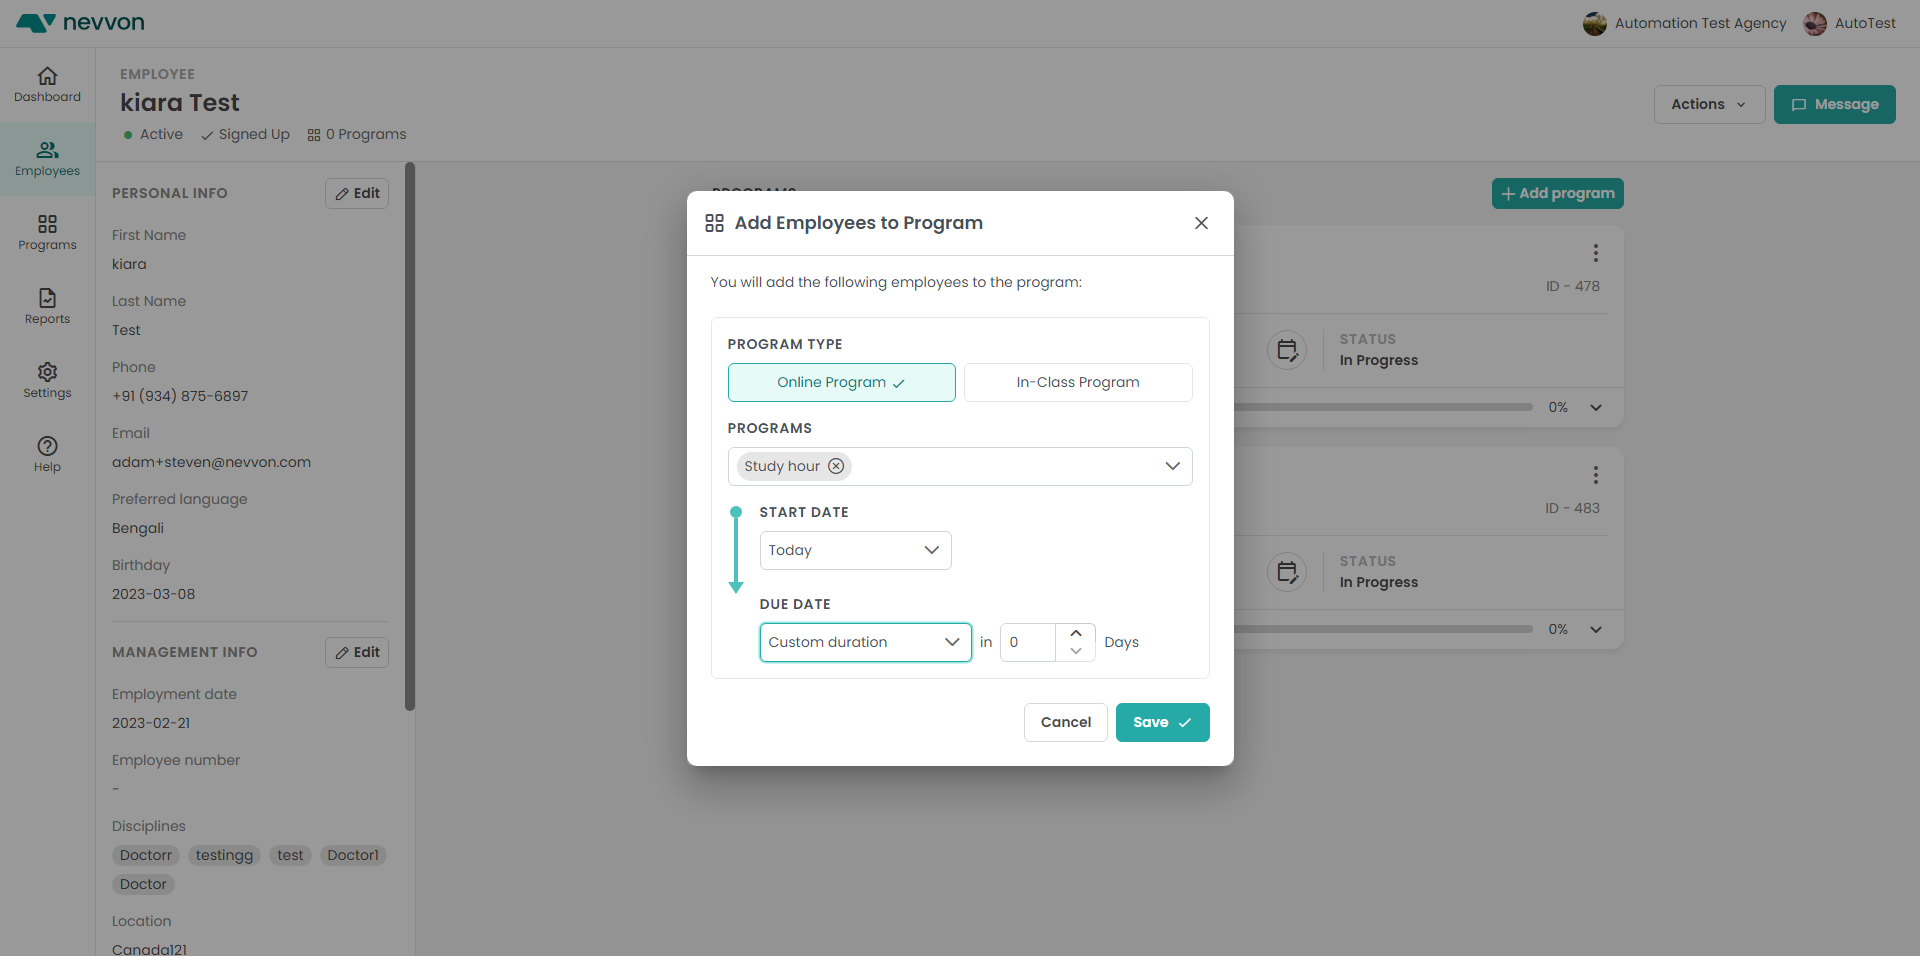 nevvon
Automation Test Agency
AutoTest
Dashboard
Employees
Programs
Reports
Settings
Help
EMPLOYEE
kiara Test
Active
Signed Up
0 Programs
Actions
Message
PERSONAL INFO
Edit
First Name
kiara
Last Name
Test
Phone
+91 (934) 875-6897
Email
adam+steven@nevvon.com
Preferred language
Bengali
Birthday
2023-03-08
MANAGEMENT INFO
Edit
Employment date
2023-02-21
Employee number
-
Disciplines
Doctorr testingg test Doctor1
Doctor
Location
Canada121
PROGRAMS
Add program
ID - 478
STATUS
In Progress
0%
ID - 483
STATUS
In Progress
0%
Add Employees to Program
You will add the following employees to the program:
PROGRAM TYPE
Online Program
In-Class Program
PROGRAMS
Study hour
START DATE
Today
DUE DATE
Custom duration in 0 Days
Cancel
Save